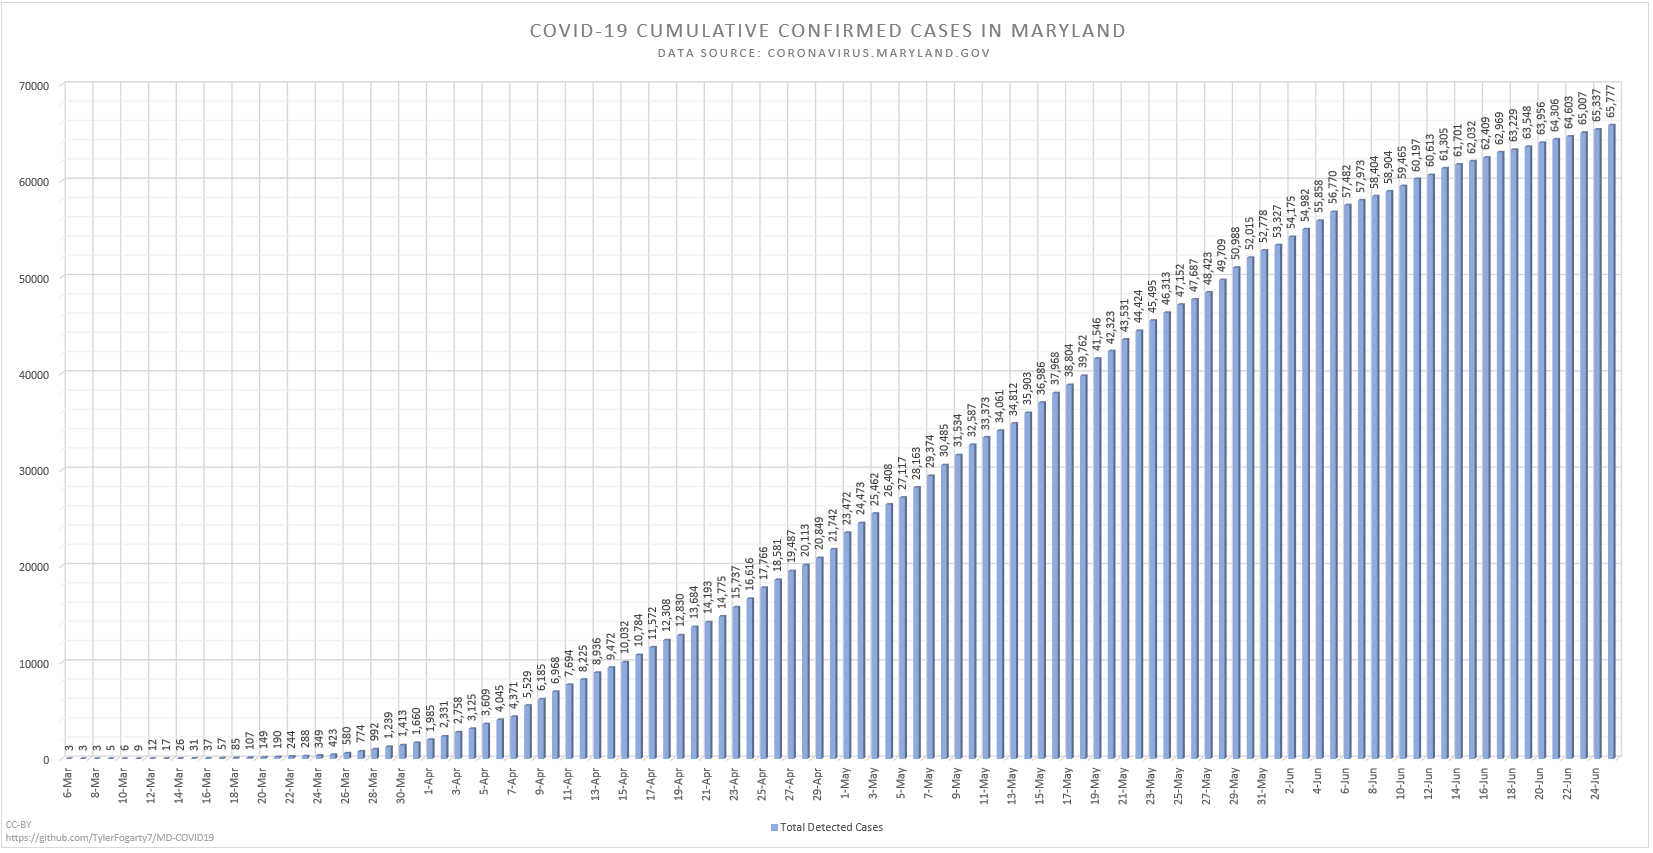 COVID-19 CUMULATIVE CONFIRMED CASES IN MARYLAND
DATA SOURCE: CORONAVIRUS.MARYLAND.GOV
70000
60000
50000
40000
30000
20000
10000
0
3
3
3
5
6
9
12
17
26
31
37
57
85
107
149
190
244
288
349
423
580
774
992
1,239
1,413
1,660
1,985
2,331
2,758
3,125
3,609
4,045
4,371
5,529
6,185
6,968
7,694
8,225
8,936
9,472
10,032
10,784
11,572
12,308
12,830
13,684
14,193
14,775
15,737
16,616
17,766
18,581
19,487
20,113
20,849
21,742
23,472
24,473
25,462
26,408
27,117
28,163
29,374
30,485
31,534
32,587
33,373
34,061
34,812
35,903
36,986
37,968
38,804
39,762
41,546
42,323
43,531
44,424
45,495
46,313
47,152
47,687
48,423
49,709
50,988
52,015
52,778
53,327
54,175
54,982
55,858
56,770
57,482
57,973
58,404
58,904
59,465
60,197
60,613
61,305
61,701
62,032
62,409
62,969
63,229
63,548
63,956
64,306
64,603
65,007
65,337
65,777
6-Mar
8-Mar
10-Mar
12-Mar
14-Mar
16-Mar
18-Mar
20-Mar
22-Mar
24-Mar
26-Mar
28-Mar
30-Mar
1-Apr
3-Apr
5-Apr
7-Apr
9-Apr
11-Apr
13-Apr
15-Apr
17-Apr
19-Apr
21-Apr
23-Apr
25-Apr
27-Apr
29-Apr
1-May
3-May
5-May
7-May
9-May
11-May
13-May
15-May
17-May
19-May
21-May
23-May
25-May
27-May
29-May
31-May
2-Jun
4-Jun
6-Jun
8-Jun
10-Jun
12-Jun
14-Jun
16-Jun
18-Jun
20-Jun
22-Jun
24-Jun
Total Detected Cases
CC-BY
https://github.com/TylerFogarty7/MD-COVID19